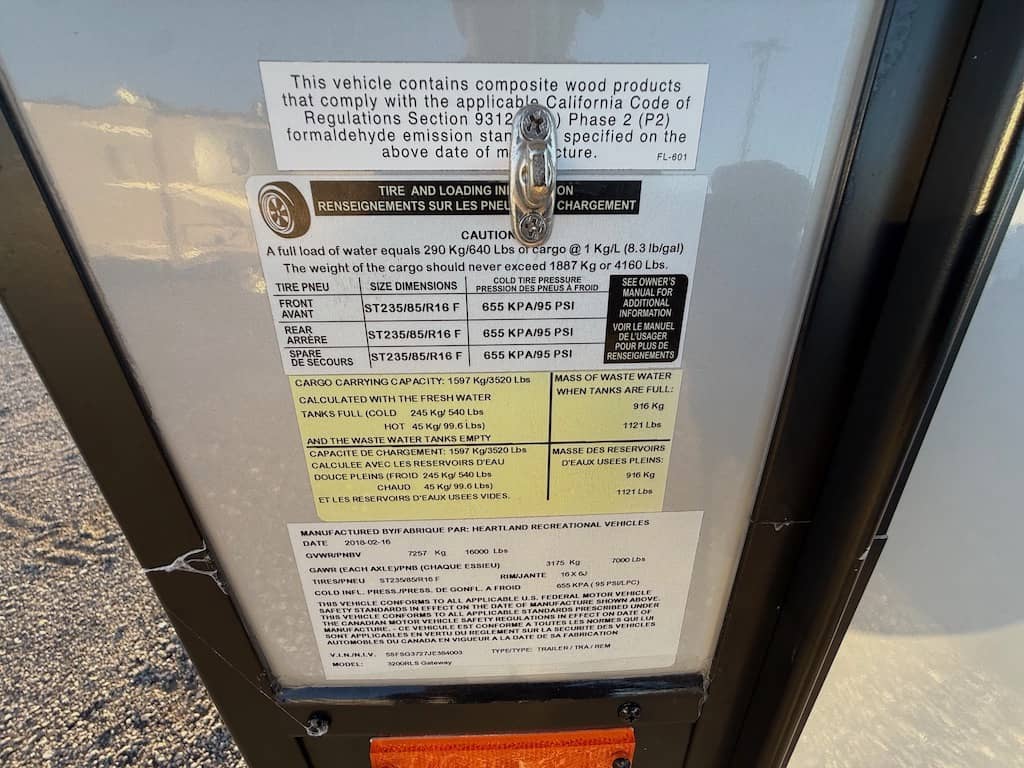 This vehicle contains composite wood products
that comply with the applicable California Code of
Regulations Section 9312 ) Phase 2 (P2)
formaldehyde emission stan specified on the
above date of m cture.
FL-601
TIRE AND LOADING IN ON
RENSEIGNEMENTS SUR LES PNEU CHARGEMENT
CAUTION
A full load of water equals 290 Kg/640 Lbs of cargo @ 1 Kg/L (8.3 lb/gal)
The weight of the cargo should never exceed 1887 Kg or 4160 Lbs.
TIRE PNEU SIZE DIMENSIONS COLD TIRE PRESSURE
PRESSION DES PNEUS À FROID
FRONT
AVANT ST235/85/R16 F 655 KPA/95 PSI
REAR
ARRÈRE ST235/85/R16 F 655 KPA/95 PSI
SPARE
DE SECOURS ST235/85/R16 F 655 KPA/95 PSI
SEE OWNER'S
MANUAL FOR
ADDITIONAL
INFORMATION
VOIR LE MANUEL
DE L'USAGER
POUR PLUS DE
RENSEIGNEMENTS
CARGO CARRYING CAPACITY: 1597 Kg/3520 Lbs
CALCULATED WITH THE FRESH WATER
TANKS FULL (COLD 245 Kg/ 540 Lbs
HOT 45 Kg/ 99.6 Lbs)
AND THE WASTE WATER TANKS EMPTY
MASS OF WASTE WATER
WHEN TANKS ARE FULL:
916 Kg
1121 Lbs
CAPACITE DE CHARGEMENT: 1597 Kg/3520 Lbs
CALCULEE AVEC LES RESERVOIRS D'EAU
DOUCE PLEINS (FROID 245 Kg/ 540 Lbs
CHAUD 45 Kg/ 99.6 Lbs)
ET LES RESERVOIRS D'EAUX USEES VIDES.
MASSE DES RESERVOIRS
D'EAUX USEES PLEINS:
916 Kg
1121 Lbs
MANUFACTURED BY/FABRIQUE PAR: HEARTLAND RECREATIONAL VEHICLES
DATE 2018-02-16
GVWR/PNBV 7257 Kg 16000 Lbs
GAWR (EACH AXLE)/PNB (CHAQUE ESSIEU) 3175 Kg 7000 Lbs
TIRES/PNEU ST235/85/R16 F RIM/JANTE 16 X 6J
COLD INFL. PRESS./PRESS. DE GONFL. A FROID 655 KPA ( 95 PSI/LPC)
THIS VEHICLE CONFORMS TO ALL APPLICABLE U.S. FEDERAL MOTOR VEHICLE
SAFETY STANDARDS IN EFFECT ON THE DATE OF MANUFACTURE SHOWN ABOVE.
THIS VEHICLE CONFORMS TO ALL APPLICABLE STANDARDS PRESCRIBED UNDER
THE CANADIAN MOTOR VEHICLE SAFETY REGULATIONS IN EFFECT ON DATE OF
MANUFACTURE. - CE VEHICULE EST CONFORME A TOUTES LES NORMES QUI LUI
SONT APPLICABLES EN VERTU DU REGLEMENT SUR LA SECURITE DES VEHICLES
AUTOMOBILES DU CANADA EN VIGUEUR A LA DATE DE SA FABRICATION
V.I.N./N.I.V. 5SFSG3727JE384003 TYPE/TYPE: TRAILER / TRA / REM
MODEL: 3200RLS Gateway